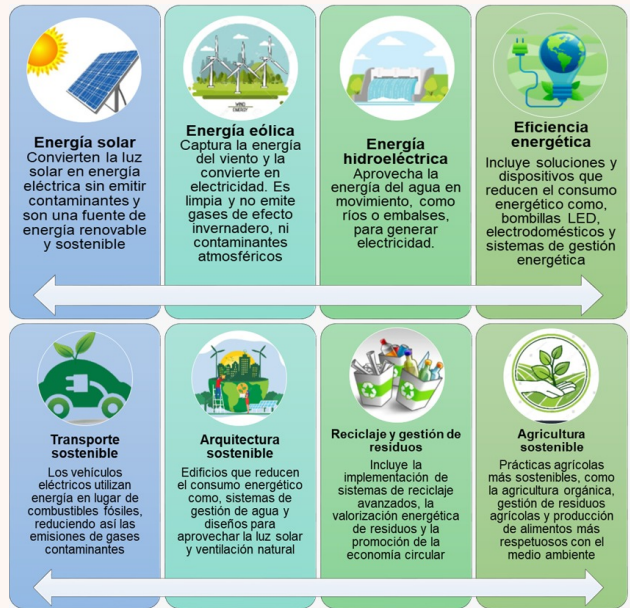 Energía solar
Convierten la luz
solar en energía
eléctrica sin emitir
contaminantes y
son una fuente de
energía renovable
y sostenible
Energía eólica
Captura la energía
del viento y la
convierte en
electricidad. Es
limpia y no emite
gases de efecto
invernadero, ni
contaminantes
atmosféricos
Energía
hidroeléctrica
Aprovecha la
energía del agua en
movimiento, como
ríos o embalses,
para generar
electricidad.
Eficiencia
energética
Incluye soluciones y
dispositivos que
reducen el consumo
energético como,
bombillas LED,
electrodomésticos y
sistemas de gestión
energética
Transporte
sostenible
Los vehículos
eléctricos utilizan
energía en lugar de
combustibles fósiles,
reduciendo así las
emisiones de gases
contaminantes
Arquitectura
sostenible
Edificios que reducen
el consumo energético
como, sistemas de
gestión de agua y
diseños para
aprovechar la luz solar
y ventilación natural
Reciclaje y gestión de
residuos
Incluye la
implementación de
sistemas de reciclaje
avanzados, la
valorización energética
de residuos y la
promoción de la
economía circular
Agricultura
sostenible
Prácticas agrícolas
más sostenibles, como
la agricultura orgánica,
gestión de residuos
agrícolas y producción
de alimentos más
respetuosos con el
medio ambiente